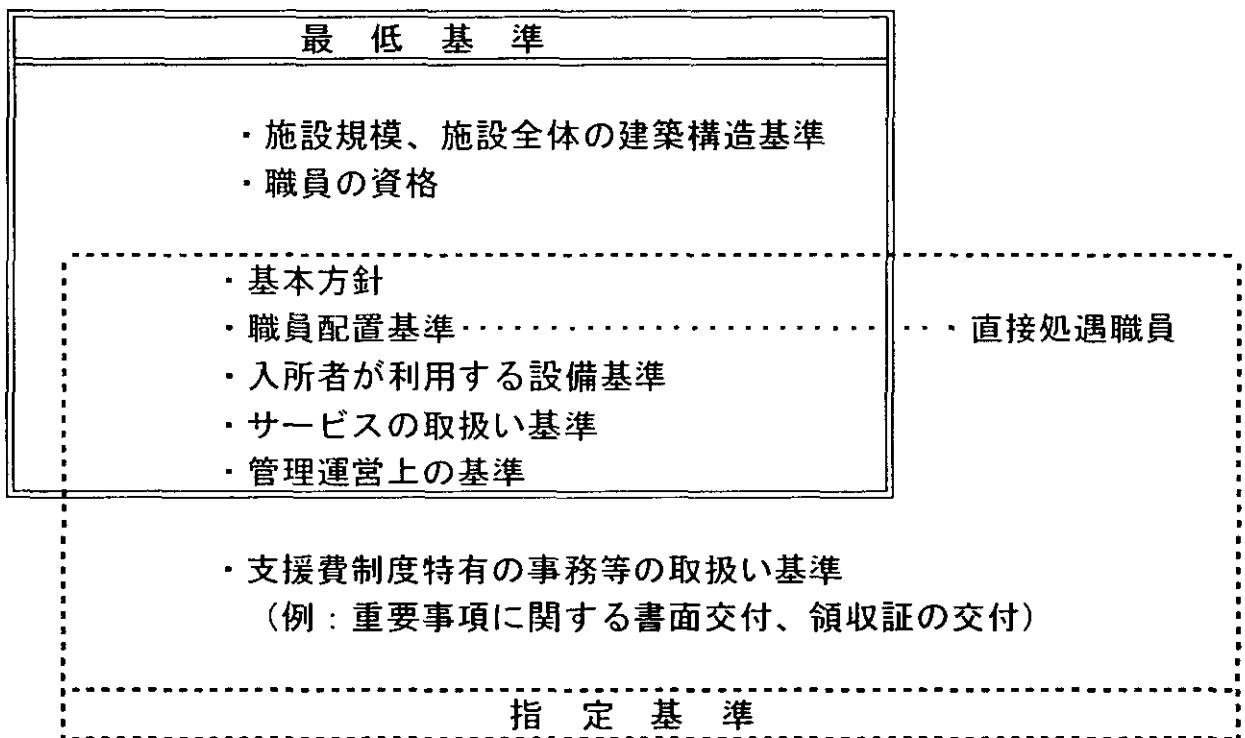 最低基準
・施設規模、施設全体の建築構造基準
・職員の資格
・基本方針
・職員配置基準・・・・・・・・・・・・・・・・・・・・・・・・・・直接処遇職員
・入所者が利用する設備基準
・サービスの取扱い基準
・管理運営上の基準
・支援費制度特有の事務等の取扱い基準
（例：重要事項に関する書面交付、領収証の交付）
指定基準